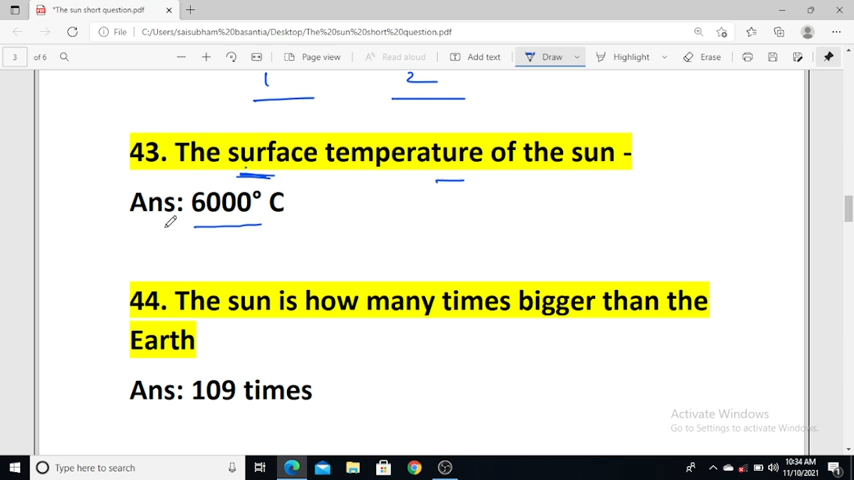 *The sun short question.pdf
File
C:/Users/saisubham%20basantia/Desktop/The%20sun%20short%20question.pdf
3 of 6
Page view
Read aloud
Add text
Draw
Highlight
Erase
1 2
43. The surface temperature of the sun -
Ans: 6000° C
44. The sun is how many times bigger than the
Earth
Ans: 109 times
Activate Windows
Go to Settings to activate Windows.
Type here to search
10:34 AM
11/10/2021